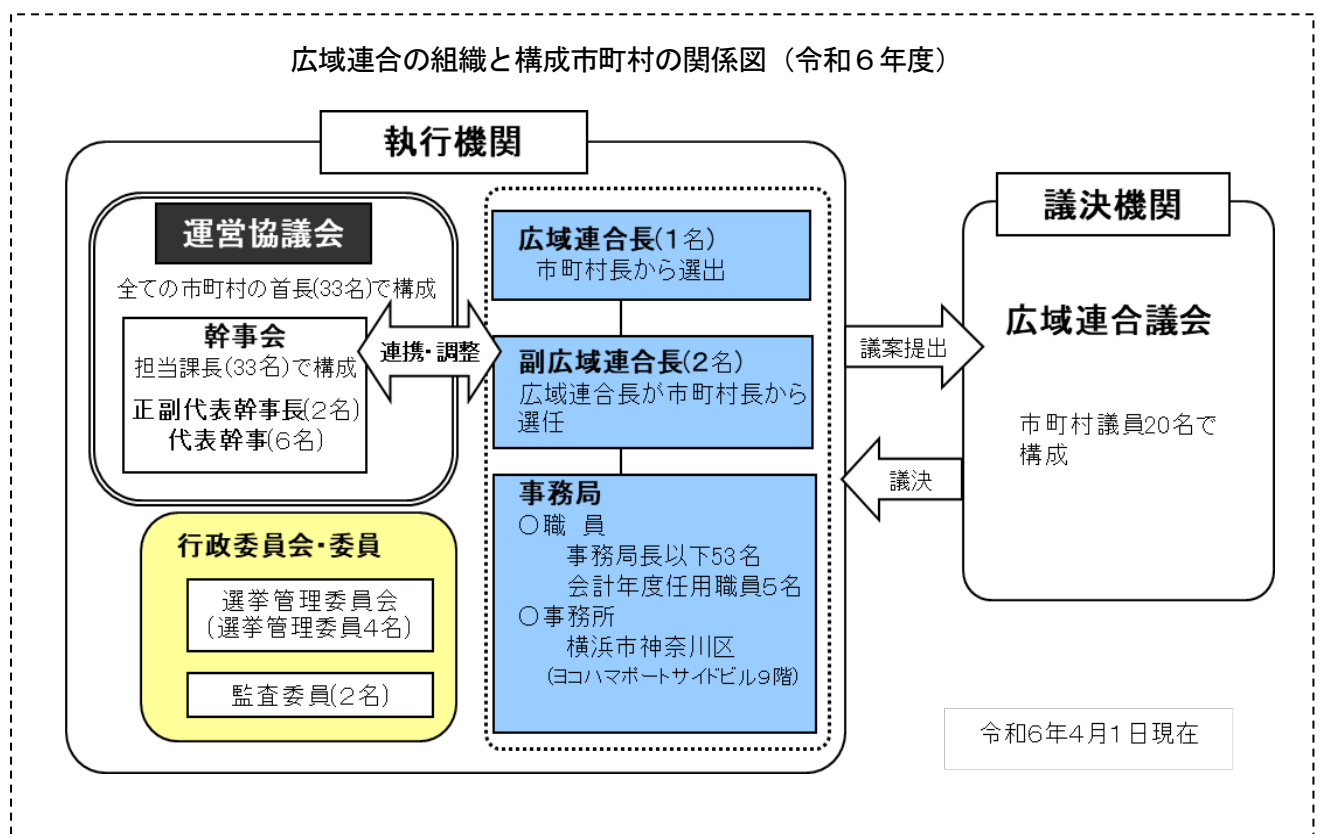 広域連合の組織と構成市町村の関係図（令和６年度）
執行機関
運営協議会
全ての市町村の首長(33名)で構成
幹事会
担当課長(33名)で構成
正副代表幹事長(2名)
代表幹事(6名)
連携・調整
行政委員会・委員
選挙管理委員会
(選挙管理委員4名)
監査委員(2名)
広域連合長(1名)
市町村長から選出
副広域連合長(2名)
広域連合長が市町村長から
選任
事務局
○職　員
事務局長以下53名
会計年度任用職員5名
○事務所
横浜市神奈川区
(ヨコハマポートサイドビル9階)
議案提出
議決
議決機関
広域連合議会
市町村議員20名で
構成
令和6年4月1日現在